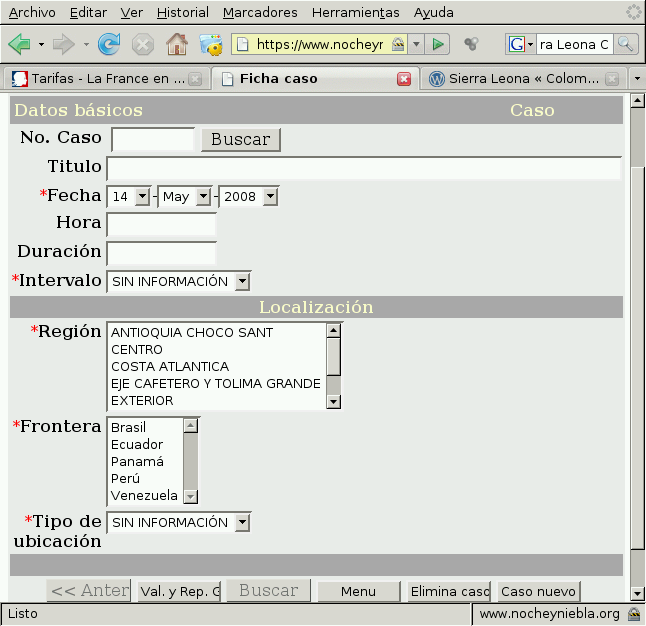 Archivo Editar Ver Historial Marcadores Herramientas Ayuda
https://www.nocheyr G ra Leona C
Tarifas - La France en ... Ficha caso Sierra Leona « Colom...
Datos básicos Caso
No. Caso Buscar
Titulo
*Fecha 14 - May - 2008
Hora
Duración
*Intervalo SIN INFORMACIÓN
Localización
*Región ANTIOQUIA CHOCO SANT
CENTRO
COSTA ATLANTICA
EJE CAFETERO Y TOLIMA GRANDE
EXTERIOR
*Frontera Brasil
Ecuador
Panamá
Perú
Venezuela
*Tipo de SIN INFORMACIÓN
ubicación
<< Anter Val. y Rep. G Buscar Menu Elimina caso Caso nuevo
Listo www.nocheyniebla.org